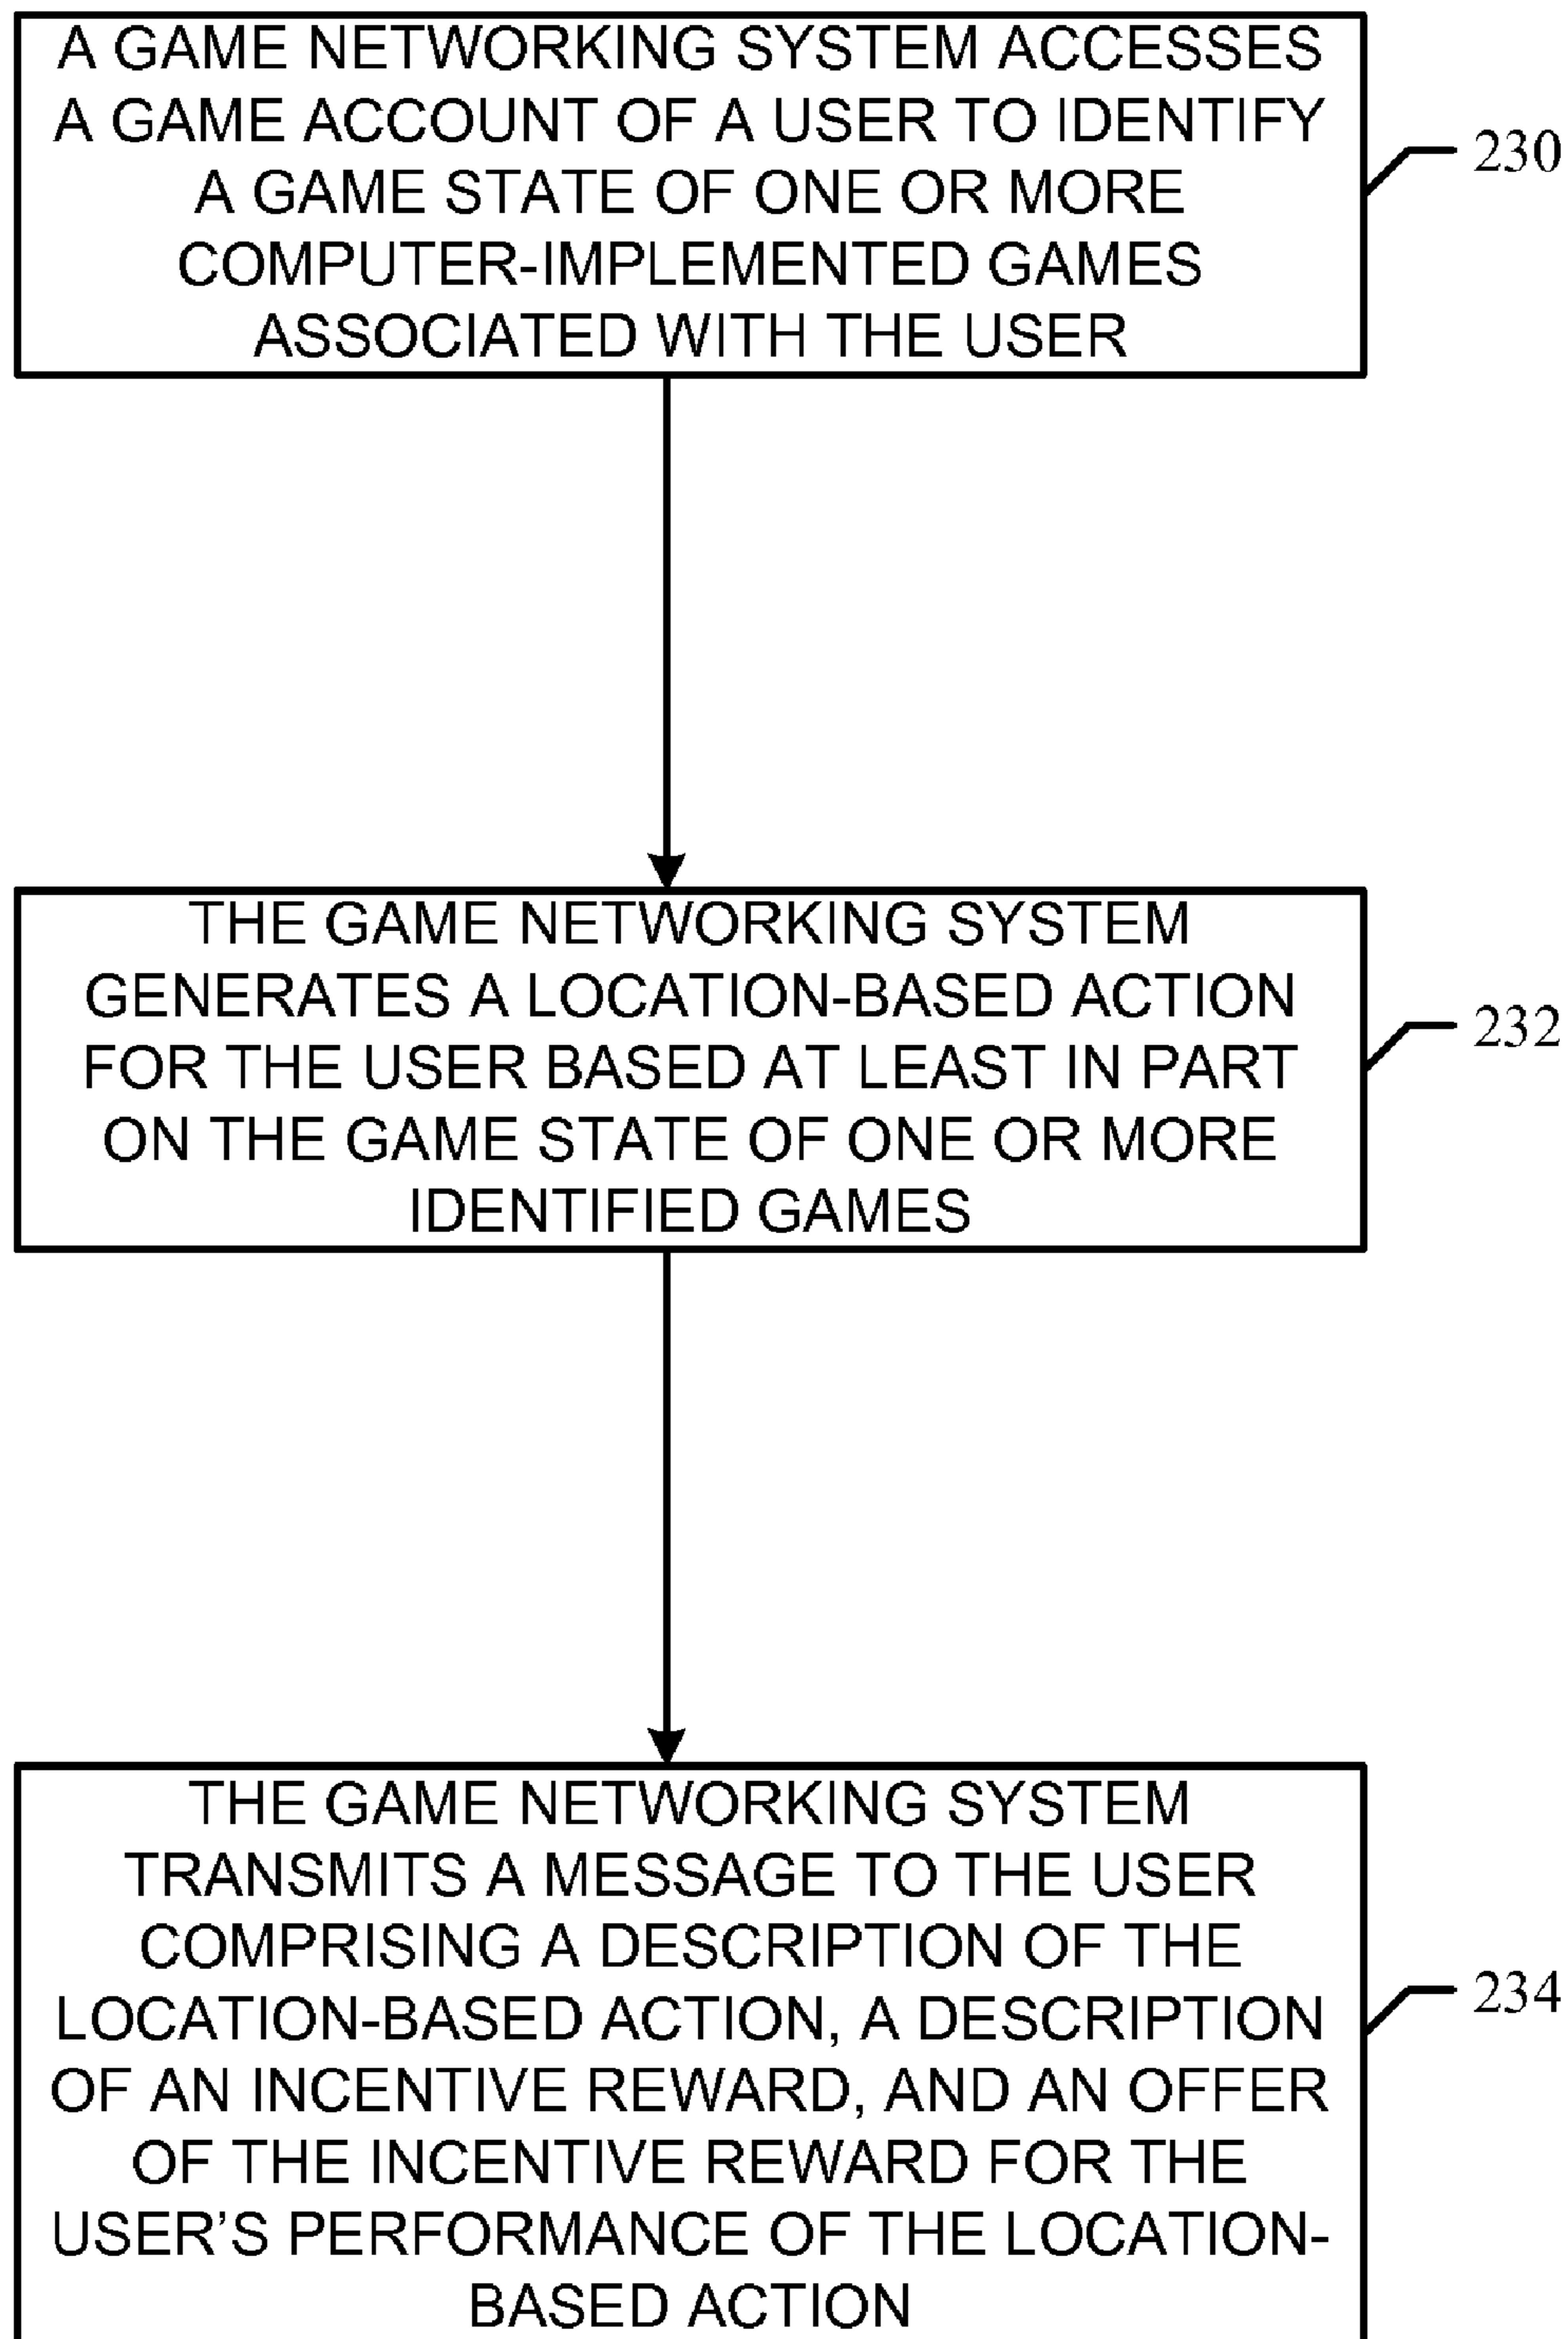 A GAME NETWORKING SYSTEM ACCESSES
A GAME ACCOUNT OF A USER TO IDENTIFY
A GAME STATE OF ONE OR MORE
COMPUTER-IMPLEMENTED GAMES
ASSOCIATED WITH THE USER
230
THE GAME NETWORKING SYSTEM
GENERATES A LOCATION-BASED ACTION
FOR THE USER BASED AT LEAST IN PART
ON THE GAME STATE OF ONE OR MORE
IDENTIFIED GAMES
232
THE GAME NETWORKING SYSTEM
TRANSMITS A MESSAGE TO THE USER
COMPRISING A DESCRIPTION OF THE
LOCATION-BASED ACTION, A DESCRIPTION
OF AN INCENTIVE REWARD, AND AN OFFER
OF THE INCENTIVE REWARD FOR THE
USER'S PERFORMANCE OF THE LOCATION-
BASED ACTION
234